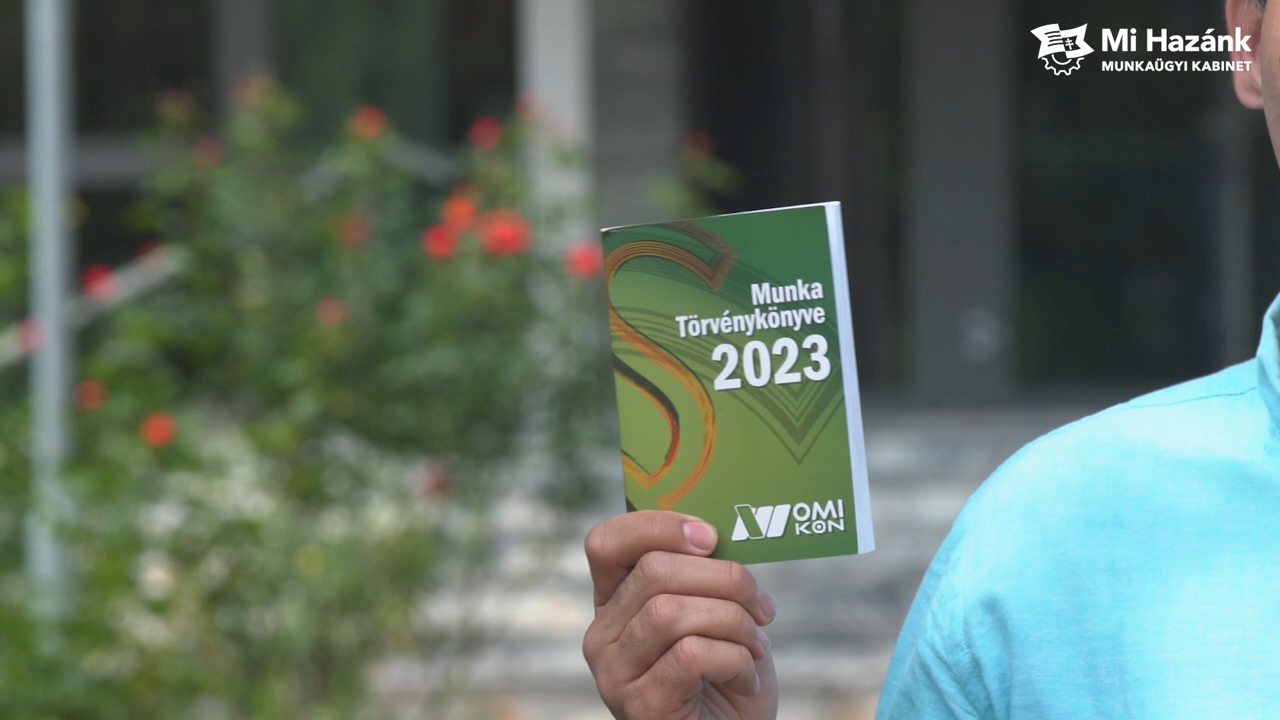 Mi Hazánk
MUNKAÜGYI KABINET
Munka
Törvénykönyve
2023
OMI
KON